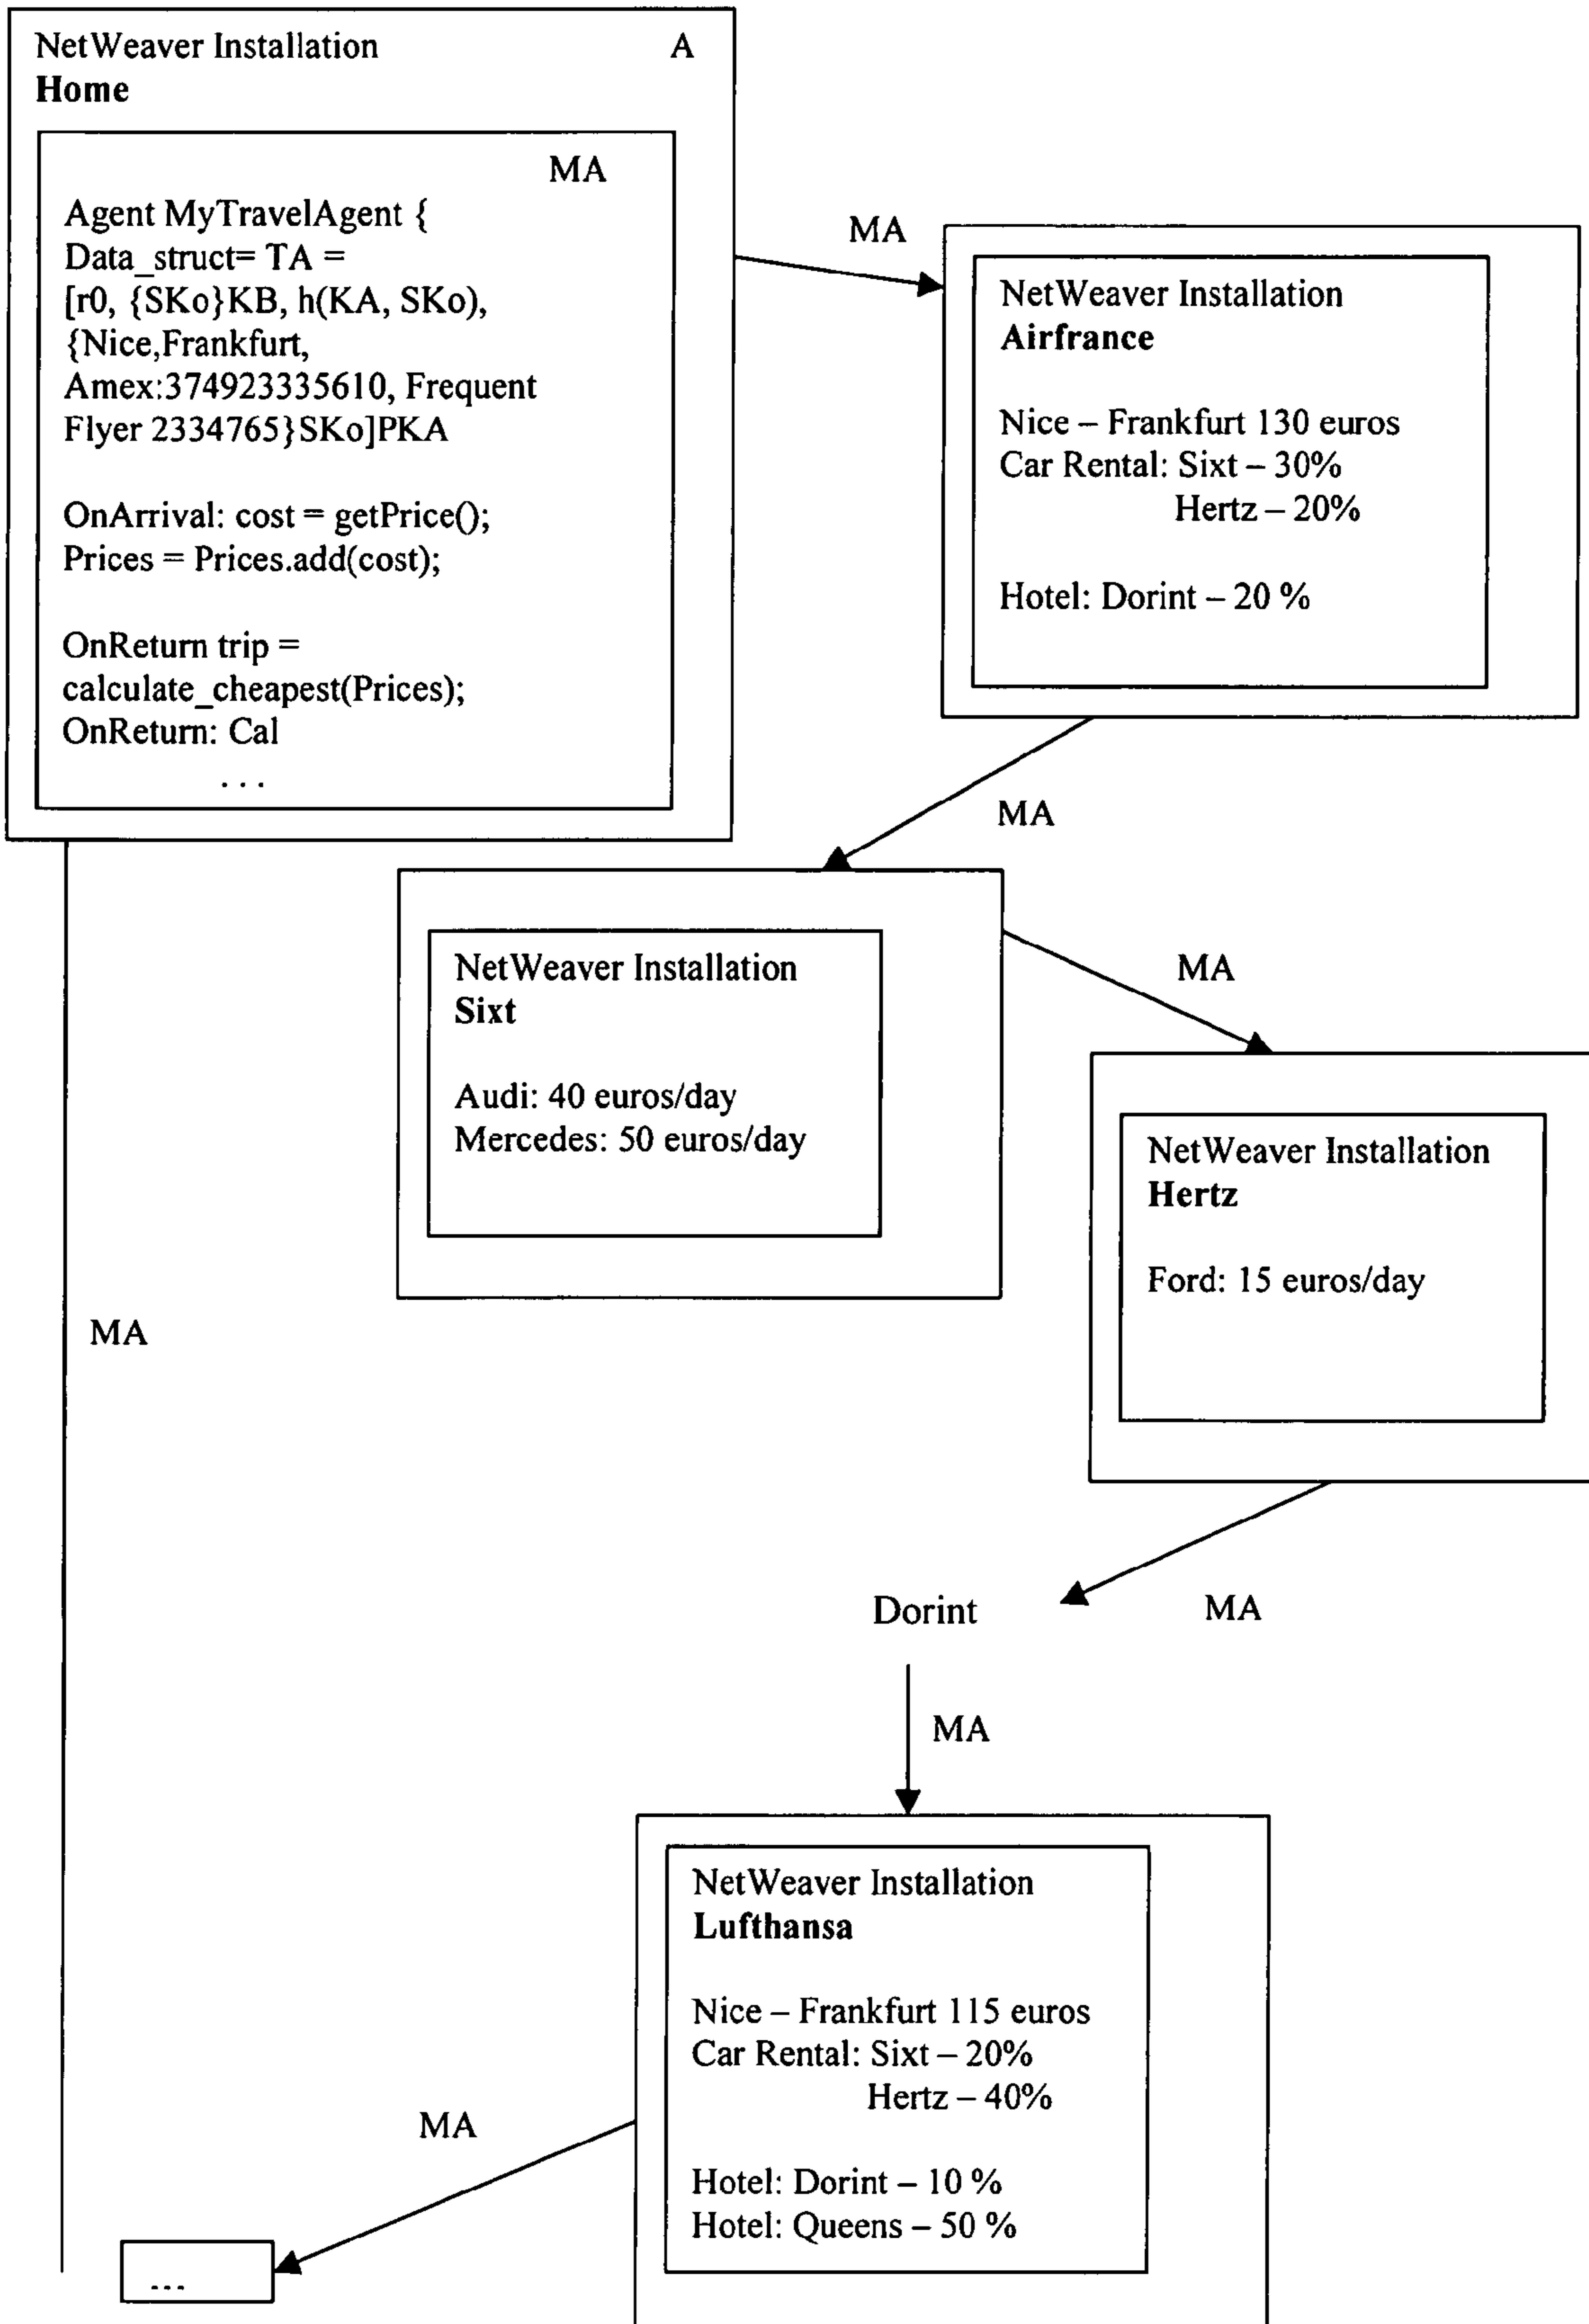 NetWeaver Installation A
Home
MA
Agent MyTravelAgent {
Data_struct= TA =
[r0, {SKo}KB, h(KA, SKo),
{Nice,Frankfurt,
Amex:374923335610, Frequent
Flyer 2334765}SKo]PKA
OnArrival: cost = getPrice();
Prices = Prices.add(cost);
OnReturn trip =
calculate_cheapest(Prices);
OnReturn: Cal
. . .
MA
NetWeaver Installation
Airfrance
Nice – Frankfurt 130 euros
Car Rental: Sixt – 30%
Hertz – 20%
Hotel: Dorint – 20 %
MA
NetWeaver Installation
Sixt
Audi: 40 euros/day
Mercedes: 50 euros/day
MA
NetWeaver Installation
Hertz
Ford: 15 euros/day
MA
Dorint
MA
MA
NetWeaver Installation
Lufthansa
Nice – Frankfurt 115 euros
Car Rental: Sixt – 20%
Hertz – 40%
Hotel: Dorint – 10 %
Hotel: Queens – 50 %
MA
...